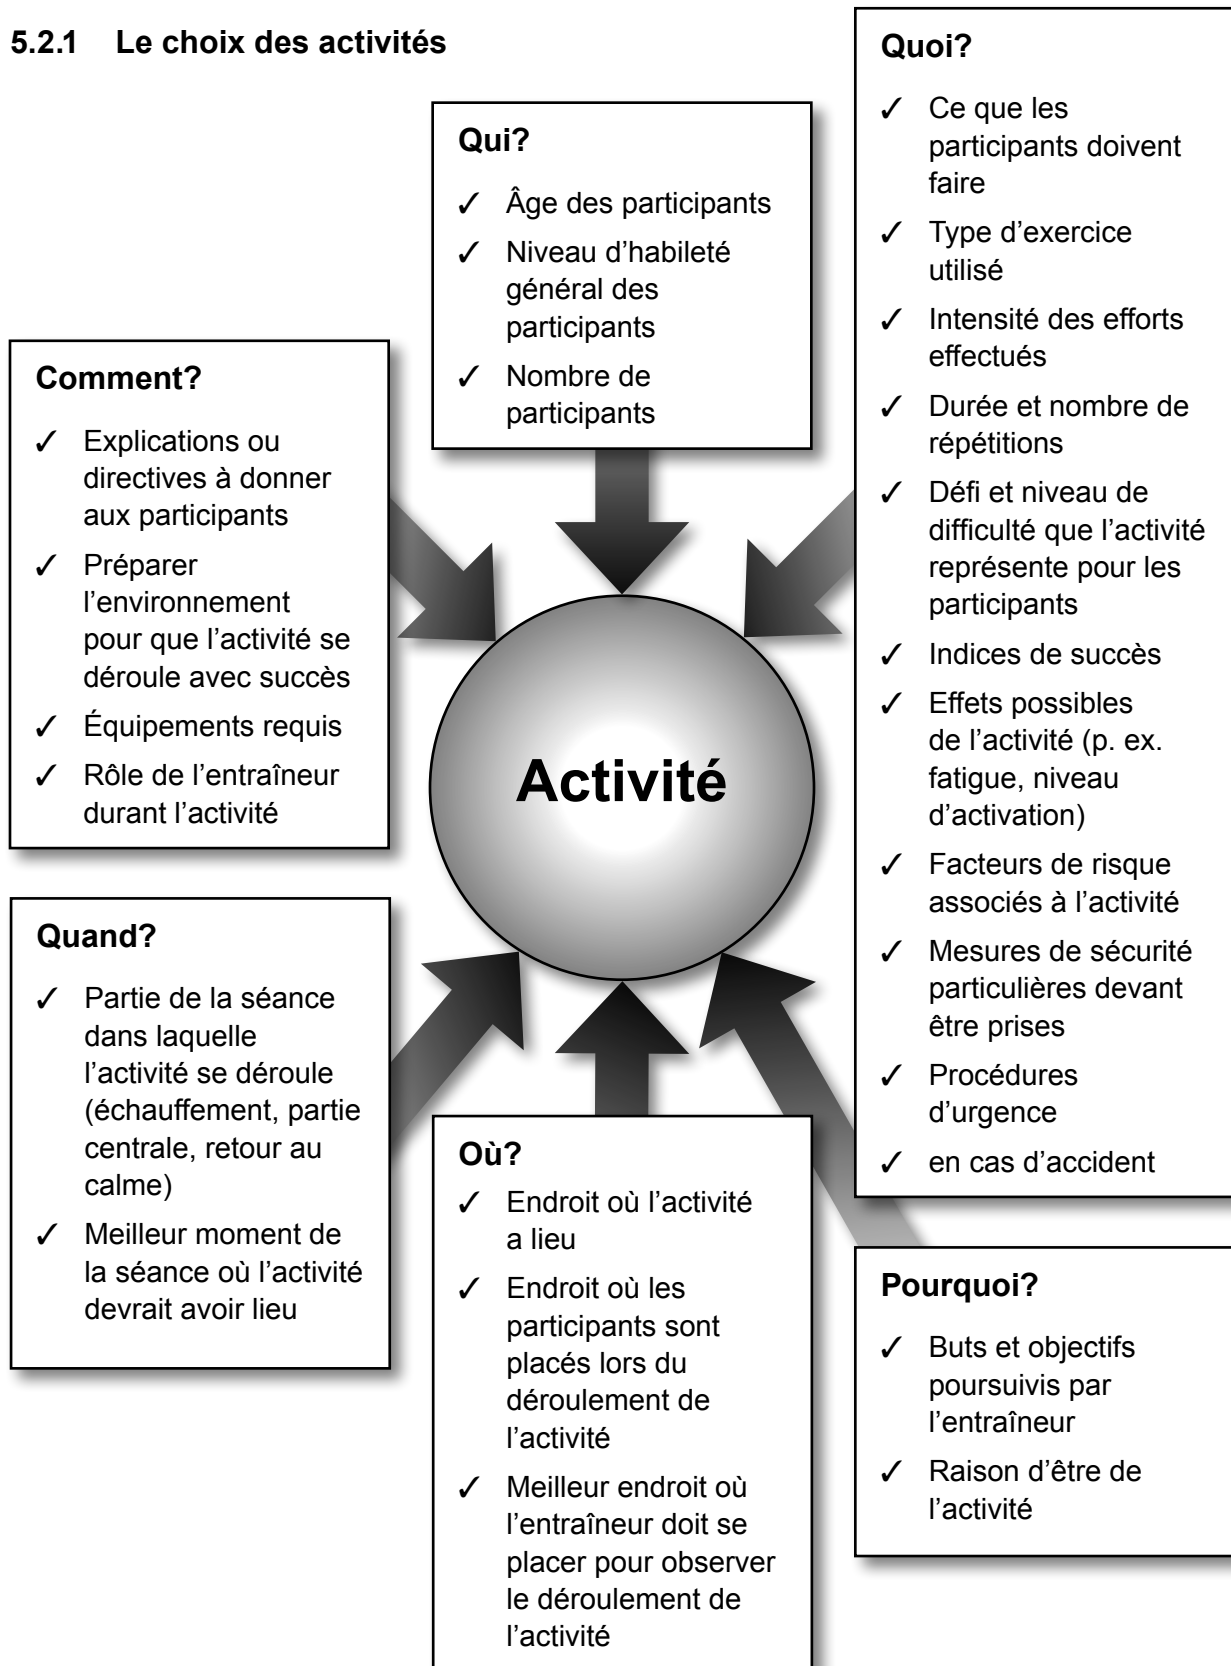 5.2.1 Le choix des activités
Qui?
✓ Âge des participants
✓ Niveau d’habileté
général des
participants
✓ Nombre de
participants
Quoi?
✓ Ce que les
participants doivent
faire
✓ Type d’exercice
utilisé
✓ Intensité des efforts
effectués
✓ Durée et nombre de
répétitions
✓ Défi et niveau de
difficulté que l’activité
représente pour les
participants
✓ Indices de succès
✓ Effets possibles
de l’activité (p. ex.
fatigue, niveau
d’activation)
✓ Facteurs de risque
associés à l’activité
✓ Mesures de sécurité
particulières devant
être prises
✓ Procédures
d’urgence
✓ en cas d’accident
Comment?
✓ Explications ou
directives à donner
aux participants
✓ Préparer
l’environnement
pour que l’activité se
déroule avec succès
✓ Équipements requis
✓ Rôle de l’entraîneur
durant l’activité
Activité
Quand?
✓ Partie de la séance
dans laquelle
l’activité se déroule
(échauffement, partie
centrale, retour au
calme)
✓ Meilleur moment de
la séance où l’activité
devrait avoir lieu
Où?
✓ Endroit où l’activité
a lieu
✓ Endroit où les
participants sont
placés lors du
déroulement de
l’activité
✓ Meilleur endroit où
l’entraîneur doit se
placer pour observer
le déroulement de
l’activité
Pourquoi?
✓ Buts et objectifs
poursuivis par
l’entraîneur
✓ Raison d’être de
l’activité